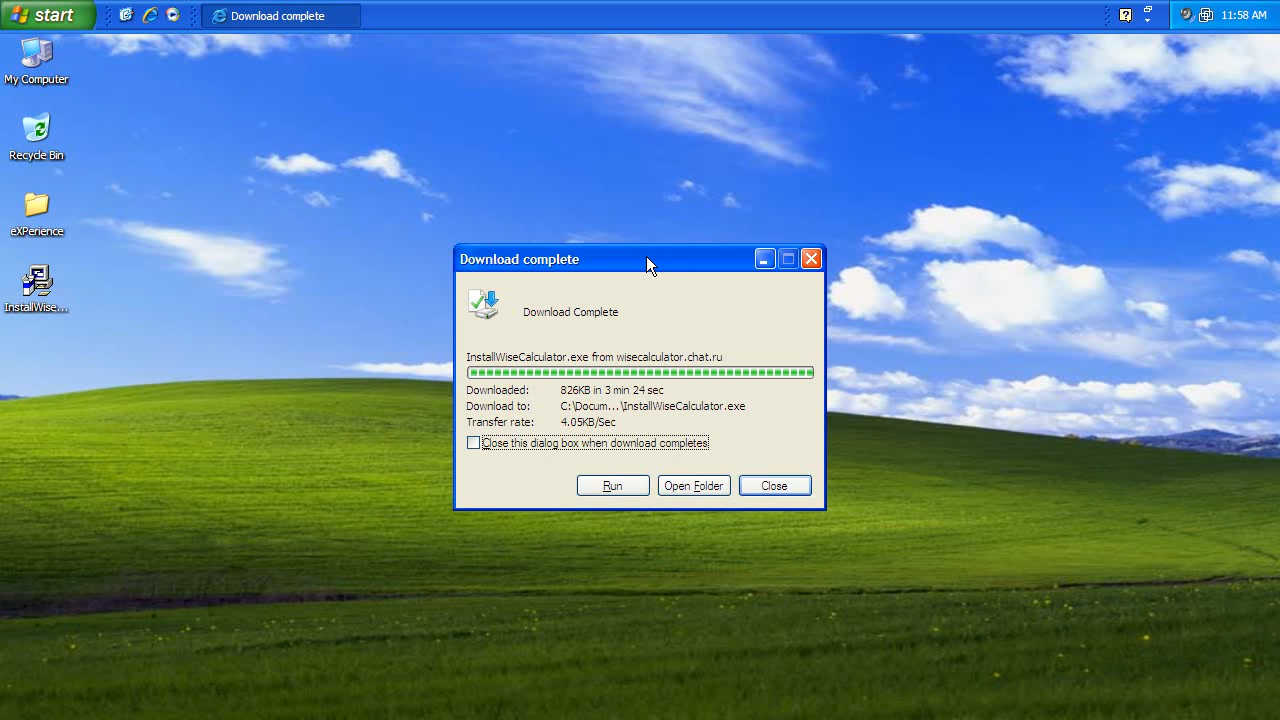 start
Download complete
11:58 AM
My Computer
Recycle Bin
eXPerience
InstallWise...
Download complete
Download Complete
InstallWiseCalculator.exe from wisecalculator.chat.ru
Downloaded: 826KB in 3 min 24 sec
Download to: C:\Docum...\InstallWiseCalculator.exe
Transfer rate: 4.05KB/Sec
Close this dialog box when download completes
Run Open Folder Close